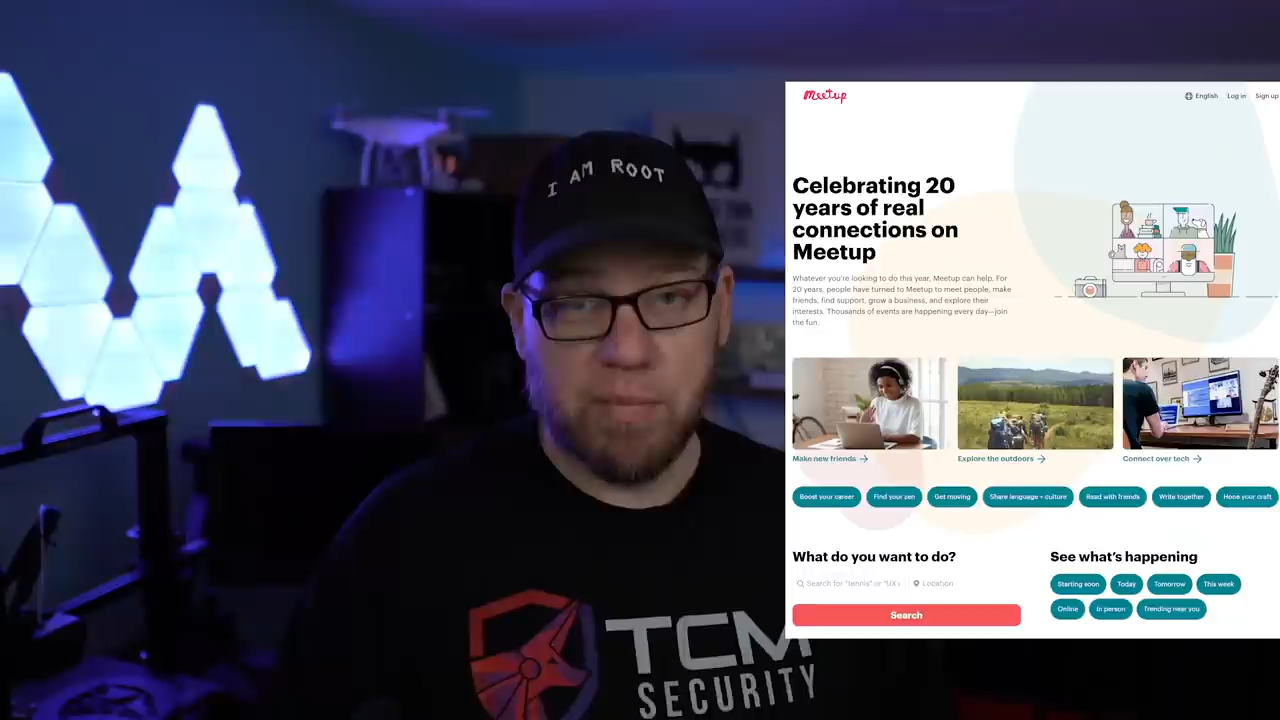 I AM ROOT
TCM
SECURITY
meetup
English Log in Sign up
Celebrating 20
years of real
connections on
Meetup
Whatever you're looking to do this year, Meetup can help. For
20 years, people have turned to Meetup to meet people, make
friends, find support, grow a business, and explore their
interests. Thousands of events are happening every day—join
the fun.
Make new friends
Explore the outdoors
Connect over tech
Boost your career
Find your zen
Get moving
Share language + culture
Read with friends
Write together
Hone your craft
What do you want to do?
Search for "tennis" or "UX
Location
Search
See what's happening
Starting soon
Today
Tomorrow
This week
Online
In person
Trending near you